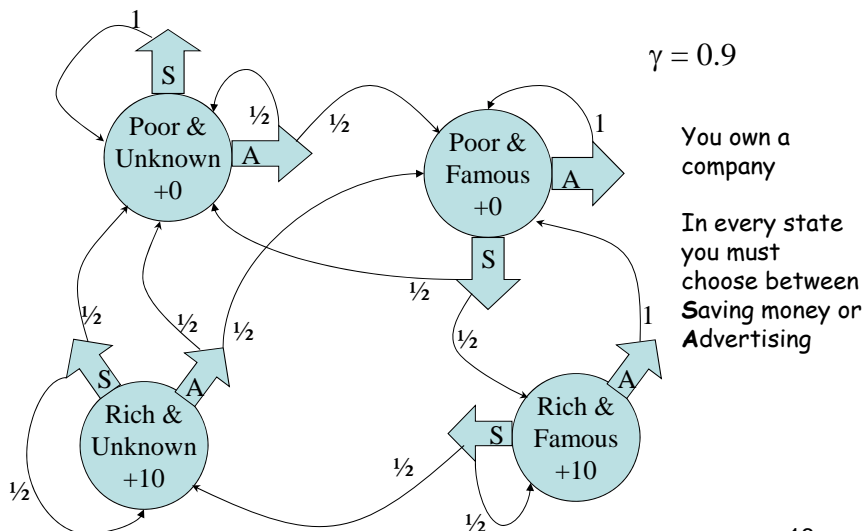 1
S
½
A
½
Poor &
Unknown
+0
Poor &
Famous
+0
1
A
S
½
γ = 0.9
You own a
company
In every state
you must
choose between
Saving money or
Advertising
½
½
½
½
1
S
A
Rich &
Unknown
+10
½
½
S
A
Rich &
Famous
+10
½